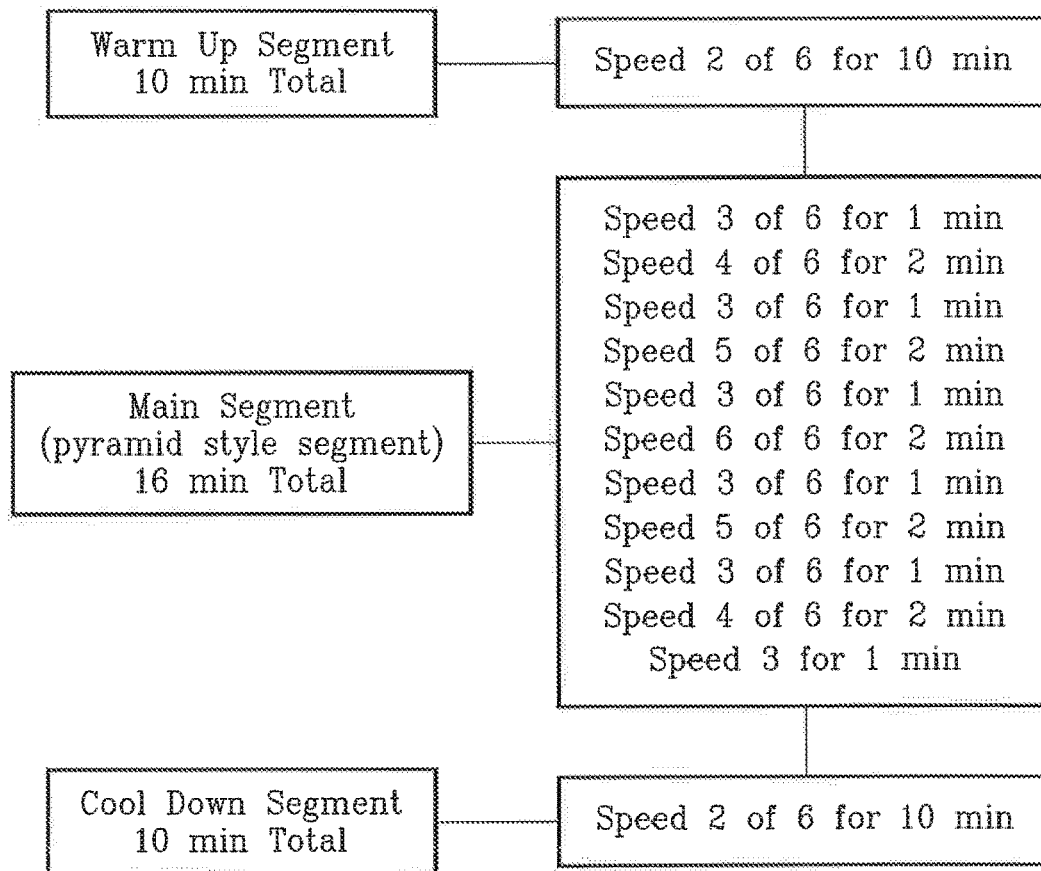 Warm Up Segment
10 min Total
Speed 2 of 6 for 10 min
Main Segment
(pyramid style segment)
16 min Total
Speed 3 of 6 for 1 min
Speed 4 of 6 for 2 min
Speed 3 of 6 for 1 min
Speed 5 of 6 for 2 min
Speed 3 of 6 for 1 min
Speed 6 of 6 for 2 min
Speed 3 of 6 for 1 min
Speed 5 of 6 for 2 min
Speed 3 of 6 for 1 min
Speed 4 of 6 for 2 min
Speed 3 for 1 min
Cool Down Segment
10 min Total
Speed 2 of 6 for 10 min